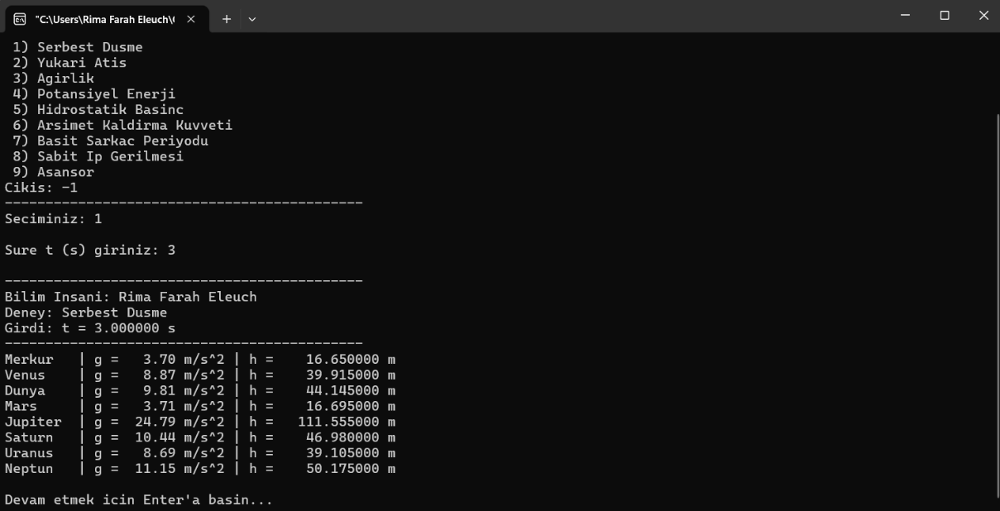 "C:\Users\Rima Farah Eleuch\(
1) Serbest Dusme
2) Yukari Atis
3) Agirlik
4) Potansiyel Enerji
5) Hidrostatik Basinc
6) Arsimet Kaldirma Kuvveti
7) Basit Sarkac Periyodu
8) Sabit Ip Gerilmesi
9) Asansor
Cikis: -1
--------------------------------------------
Seciminiz: 1
Sure t (s) giriniz: 3
--------------------------------------------
Bilim Insani: Rima Farah Eleuch
Deney: Serbest Dusme
Girdi: t = 3.000000 s
--------------------------------------------
Merkur   | g =   3.70 m/s^2 | h =    16.650000 m
Venus    | g =   8.87 m/s^2 | h =    39.915000 m
Dunya    | g =   9.81 m/s^2 | h =    44.145000 m
Mars     | g =   3.71 m/s^2 | h =    16.695000 m
Jupiter  | g =  24.79 m/s^2 | h =   111.555000 m
Saturn   | g =  10.44 m/s^2 | h =    46.980000 m
Uranus   | g =   8.69 m/s^2 | h =    39.105000 m
Neptun   | g =  11.15 m/s^2 | h =    50.175000 m
Devam etmek icin Enter'a basin...